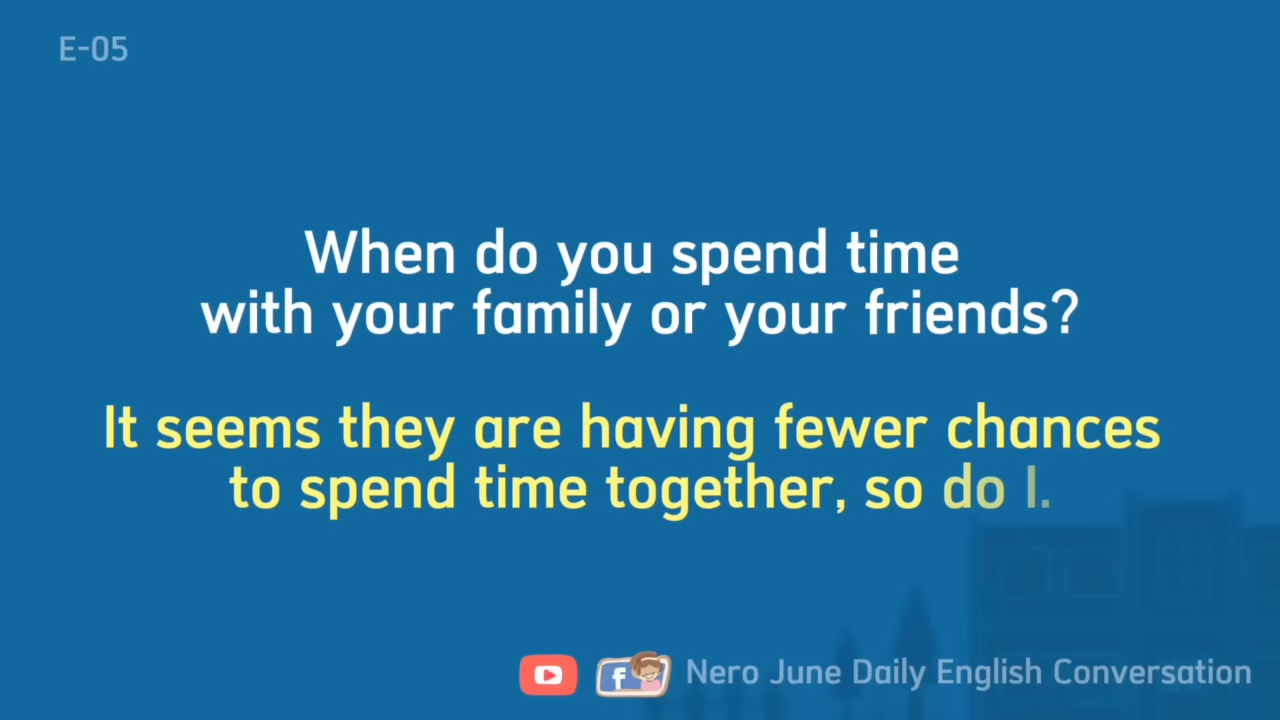 E-05
When do you spend time
with your family or your friends?
It seems they are having fewer chances
to spend time together, so do I.
f
Nero June Daily English Conversation